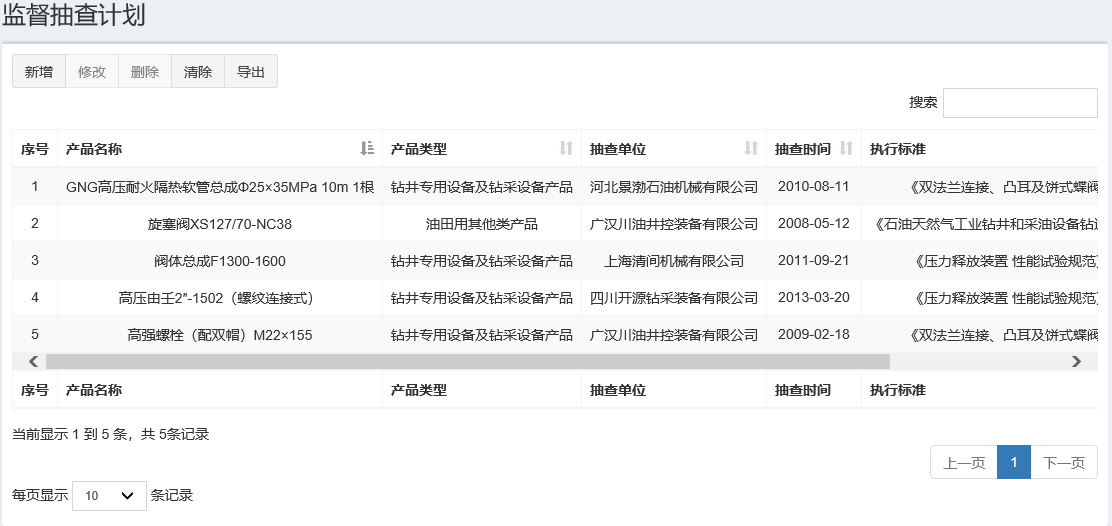 监督抽查计划
新增 修改 删除 清除 导出
搜索
序号 产品名称 产品类型 抽查单位 抽查时间 执行标准
1 GNG高压耐火隔热软管总成Φ25×35MPa 10m 1根 钻井专用设备及钻采设备产品 河北景渤石油机械有限公司 2010-08-11 《双法兰连接、凸耳及饼式蝶阀
2 旋塞阀XS127/70-NC38 油田用其他类产品 广汉川油井控装备有限公司 2008-05-12 《石油天然气工业钻井和采油设备钻
3 阀体总成F1300-1600 钻井专用设备及钻采设备产品 上海清间机械有限公司 2011-09-21 《压力释放装置 性能试验规范》
4 高压由壬2″-1502（螺纹连接式） 钻井专用设备及钻采设备产品 四川开源钻采装备有限公司 2013-03-20 《压力释放装置 性能试验规范》
5 高强螺栓（配双帽）M22×155 钻井专用设备及钻采设备产品 广汉川油井控装备有限公司 2009-02-18 《双法兰连接、凸耳及饼式蝶阀
序号 产品名称 产品类型 抽查单位 抽查时间 执行标准
当前显示 1 到 5 条，共 5条记录
上一页 1 下一页
每页显示 10 条记录